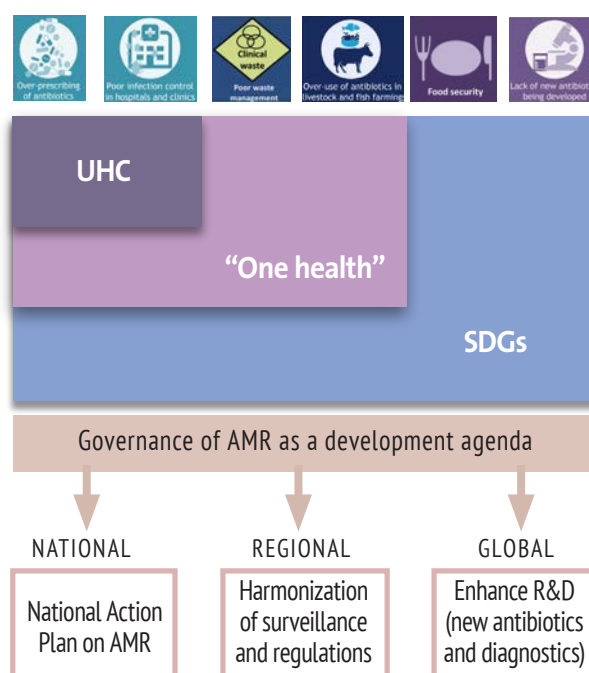 Over-prescribing
of antibiotics
Poor infection control
in hospitals and clinics
Clinical
waste
Poor waste
management
Over-use of antibiotics in
livestock and fish farming
Food security
Lack of new antibiot
being developed
UHC
“One health”
SDGs
Governance of AMR as a development agenda
NATIONAL
REGIONAL
GLOBAL
National Action
Plan on AMR
Harmonization
of surveillance
and regulations
Enhance R&D
(new antibiotics
and diagnostics)